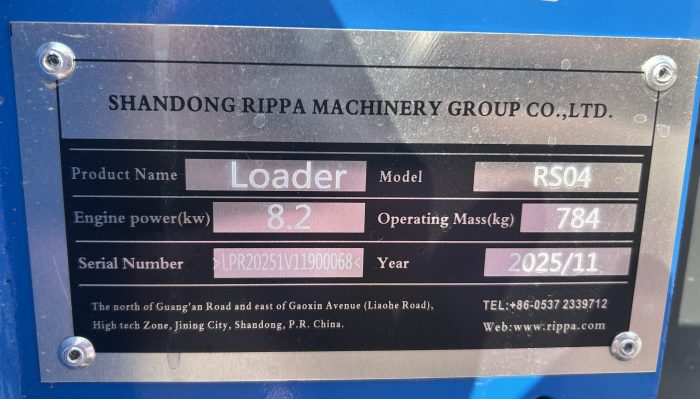 SHANDONG RIPPA MACHINERY GROUP CO.,LTD.
Product Name Loader Model RS04
Engine power(kw) 8.2 Operating Mass(kg) 784
Serial Number >LPR20251V11900068< Year 2025/11
The north of Guang'an Road and east of Gaoxin Avenue (Liaohe Road), TEL:+86-0537 2339712
High tech Zone, Jining City, Shandong, P.R. China. Web:www.rippa.com